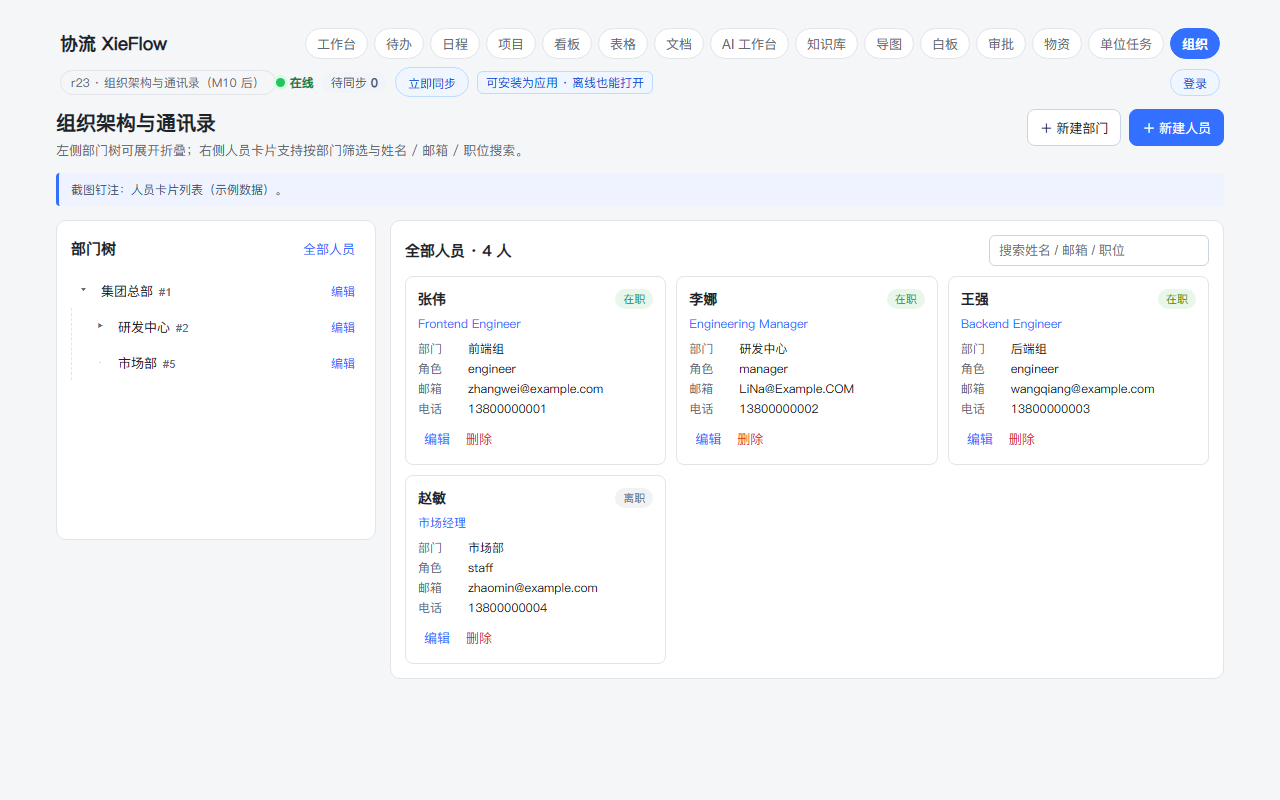 协流 XieFlow
工作台 待办 日程 项目 看板 表格 文档 AI 工作台 知识库 导图 白板 审批 物资 单位任务 组织
r23 · 组织架构与通讯录（M10 后） 在线 待同步 0 立即同步 可安装为应用 · 离线也能打开 登录
组织架构与通讯录
＋ 新建部门 ＋ 新建人员
左侧部门树可展开折叠；右侧人员卡片支持按部门筛选与姓名 / 邮箱 / 职位搜索。
截图钉注：人员卡片列表（示例数据）。
部门树 全部人员
集团总部 #1 编辑
研发中心 #2 编辑
市场部 #5 编辑
全部人员 · 4 人 搜索姓名 / 邮箱 / 职位
张伟 在职
Frontend Engineer
部门 前端组
角色 engineer
邮箱 zhangwei@example.com
电话 13800000001
编辑 删除
李娜 在职
Engineering Manager
部门 研发中心
角色 manager
邮箱 LiNa@Example.COM
电话 13800000002
编辑 删除
王强 在职
Backend Engineer
部门 后端组
角色 engineer
邮箱 wangqiang@example.com
电话 13800000003
编辑 删除
赵敏 离职
市场经理
部门 市场部
角色 staff
邮箱 zhaomin@example.com
电话 13800000004
编辑 删除